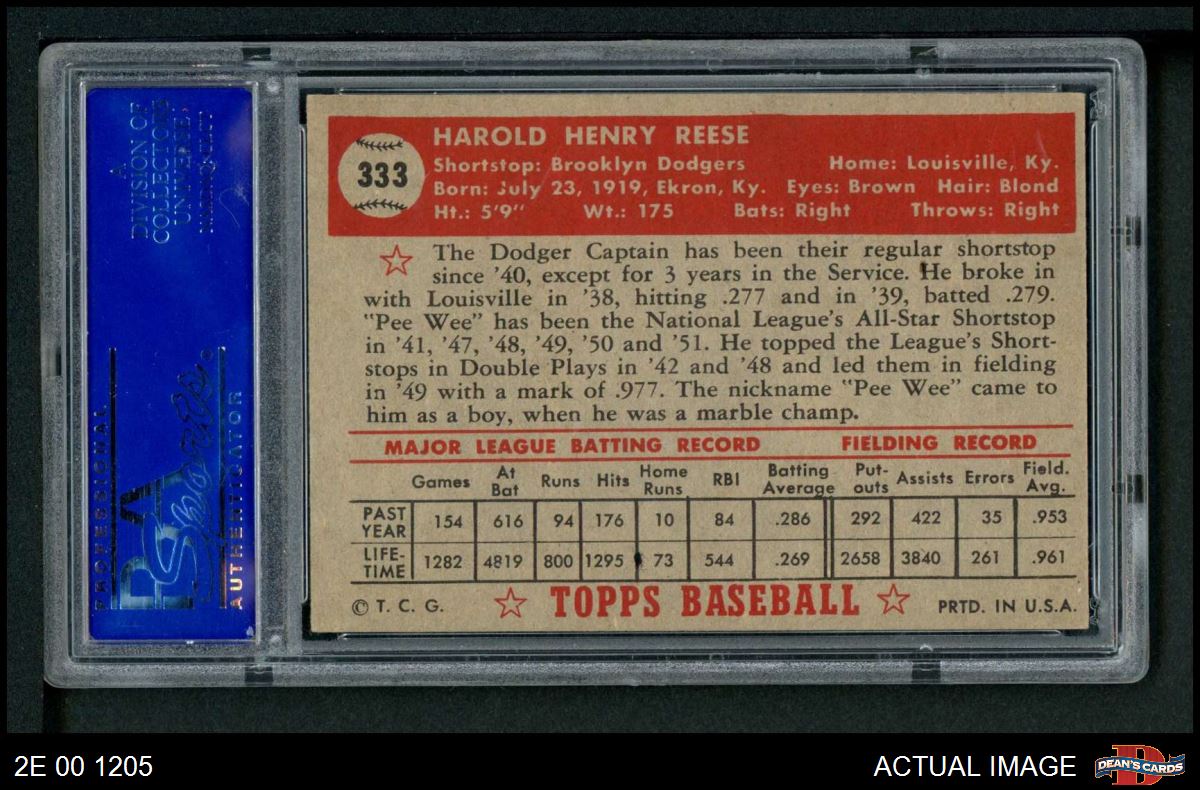 A
DIVISION OF
COLLECTORS
UNIVERSE
PROFESSIONAL
PSA
Sports
AUTHENTICATOR
333
HAROLD HENRY REESE
Shortstop: Brooklyn Dodgers Home: Louisville, Ky.
Born: July 23, 1919, Ekron, Ky. Eyes: Brown Hair: Blond
Ht.: 5'9" Wt.: 175 Bats: Right Throws: Right
The Dodger Captain has been their regular shortstop
since '40, except for 3 years in the Service. He broke in
with Louisville in '38, hitting .277 and in '39, batted .279.
"Pee Wee" has been the National League's All-Star Shortstop
in '41, '47, '48, '49, '50 and '51. He topped the League's Short-
stops in Double Plays in '42 and '48 and led them in fielding
in '49 with a mark of .977. The nickname "Pee Wee" came to
him as a boy, when he was a marble champ.
MAJOR LEAGUE BATTING RECORD FIELDING RECORD
Games At Bat Runs Hits Home Runs RBI Batting Average Put-outs Assists Errors Field. Avg.
PAST YEAR 154 616 94 176 10 84 .286 292 422 35 .953
LIFE-TIME 1282 4819 800 1295 73 544 .269 2658 3840 261 .961
© T. C. G. TOPPS BASEBALL PRTD. IN U.S.A.
2E 00 1205 ACTUAL IMAGE DEAN'S CARDS